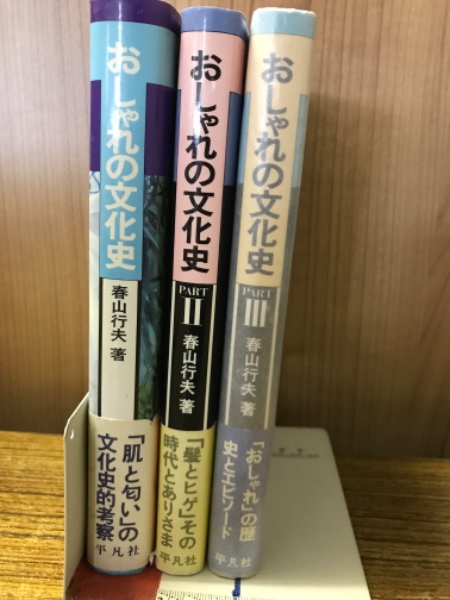 おしゃれの文化史
春山行夫 著
「肌と匂い」の
文化史的考察
平凡社
おしゃれの文化史
PART
II
春山行夫 著
「髪とヒゲ」その
時代とありさま
平凡社
おしゃれの文化史
PART
III
春山行夫 著
「おしゃれ」の歴
史とエピソード
平凡社